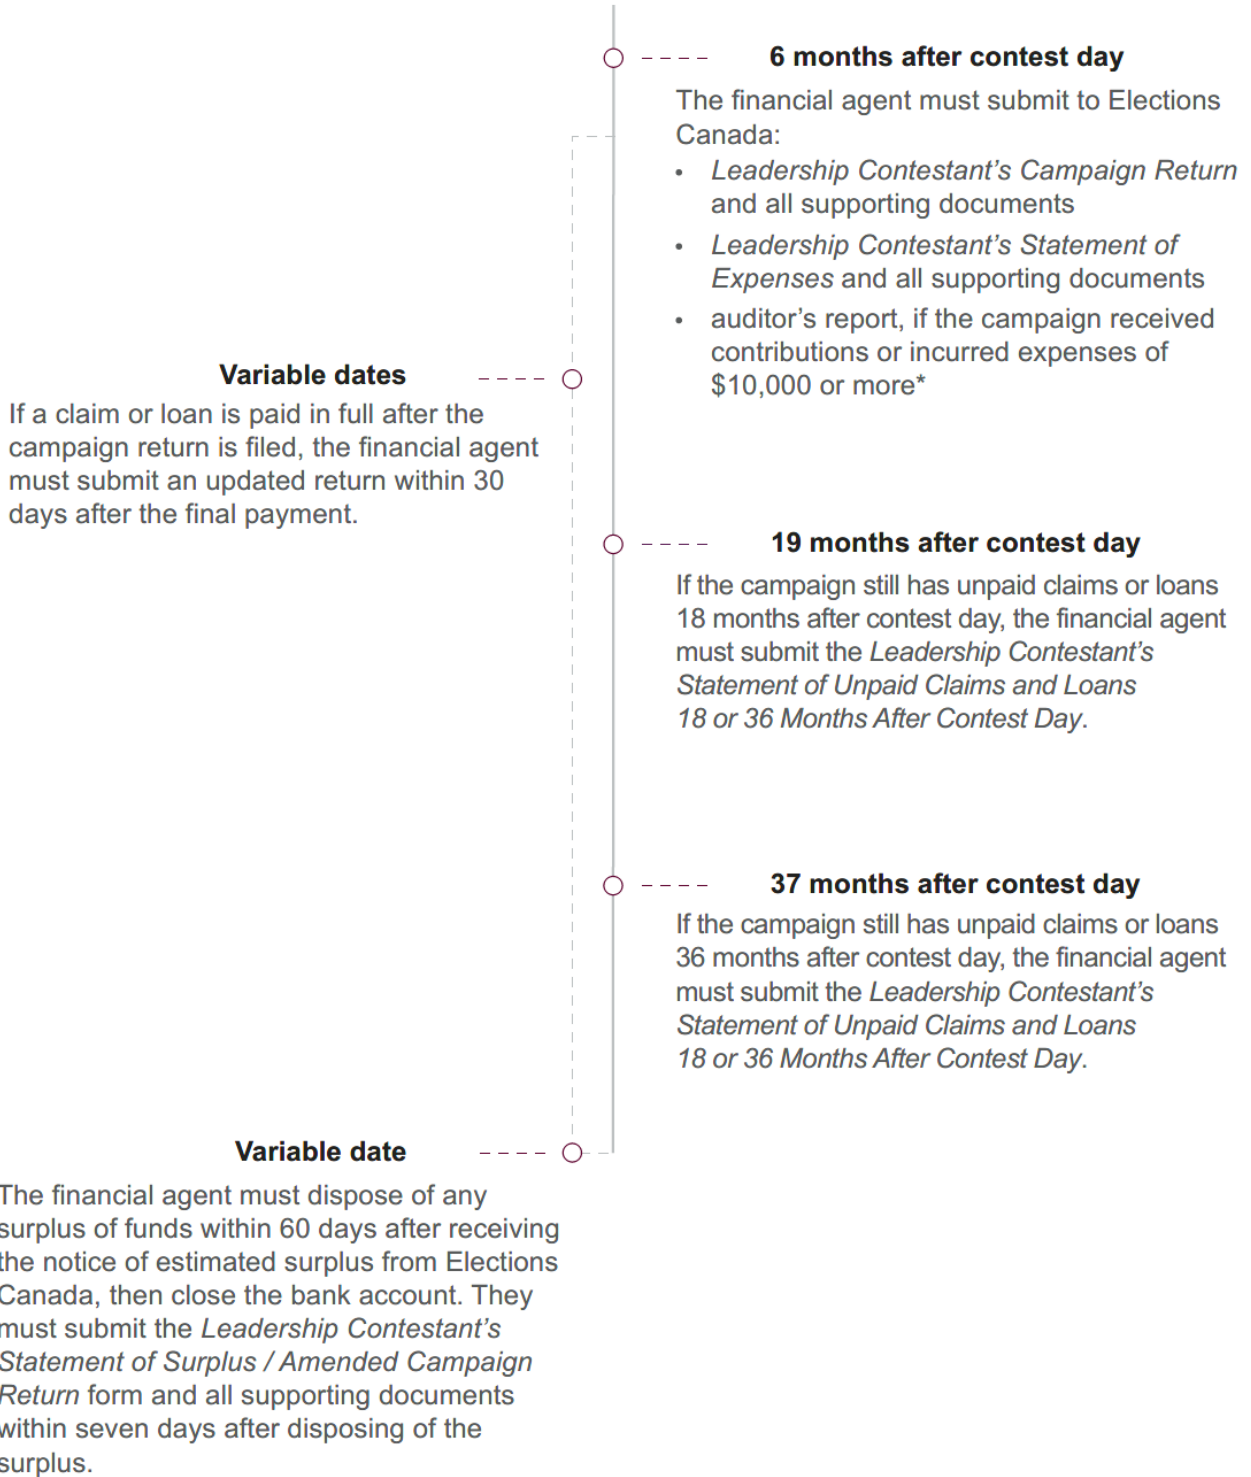 6 months after contest day
The financial agent must submit to Elections
Canada:
• Leadership Contestant’s Campaign Return
and all supporting documents
• Leadership Contestant’s Statement of
Expenses and all supporting documents
• auditor’s report, if the campaign received
contributions or incurred expenses of
$10,000 or more*
Variable dates
If a claim or loan is paid in full after the
campaign return is filed, the financial agent
must submit an updated return within 30
days after the final payment.
19 months after contest day
If the campaign still has unpaid claims or loans
18 months after contest day, the financial agent
must submit the Leadership Contestant’s
Statement of Unpaid Claims and Loans
18 or 36 Months After Contest Day.
37 months after contest day
If the campaign still has unpaid claims or loans
36 months after contest day, the financial agent
must submit the Leadership Contestant’s
Statement of Unpaid Claims and Loans
18 or 36 Months After Contest Day.
Variable date
The financial agent must dispose of any
surplus of funds within 60 days after receiving
the notice of estimated surplus from Elections
Canada, then close the bank account. They
must submit the Leadership Contestant’s
Statement of Surplus / Amended Campaign
Return form and all supporting documents
within seven days after disposing of the
surplus.